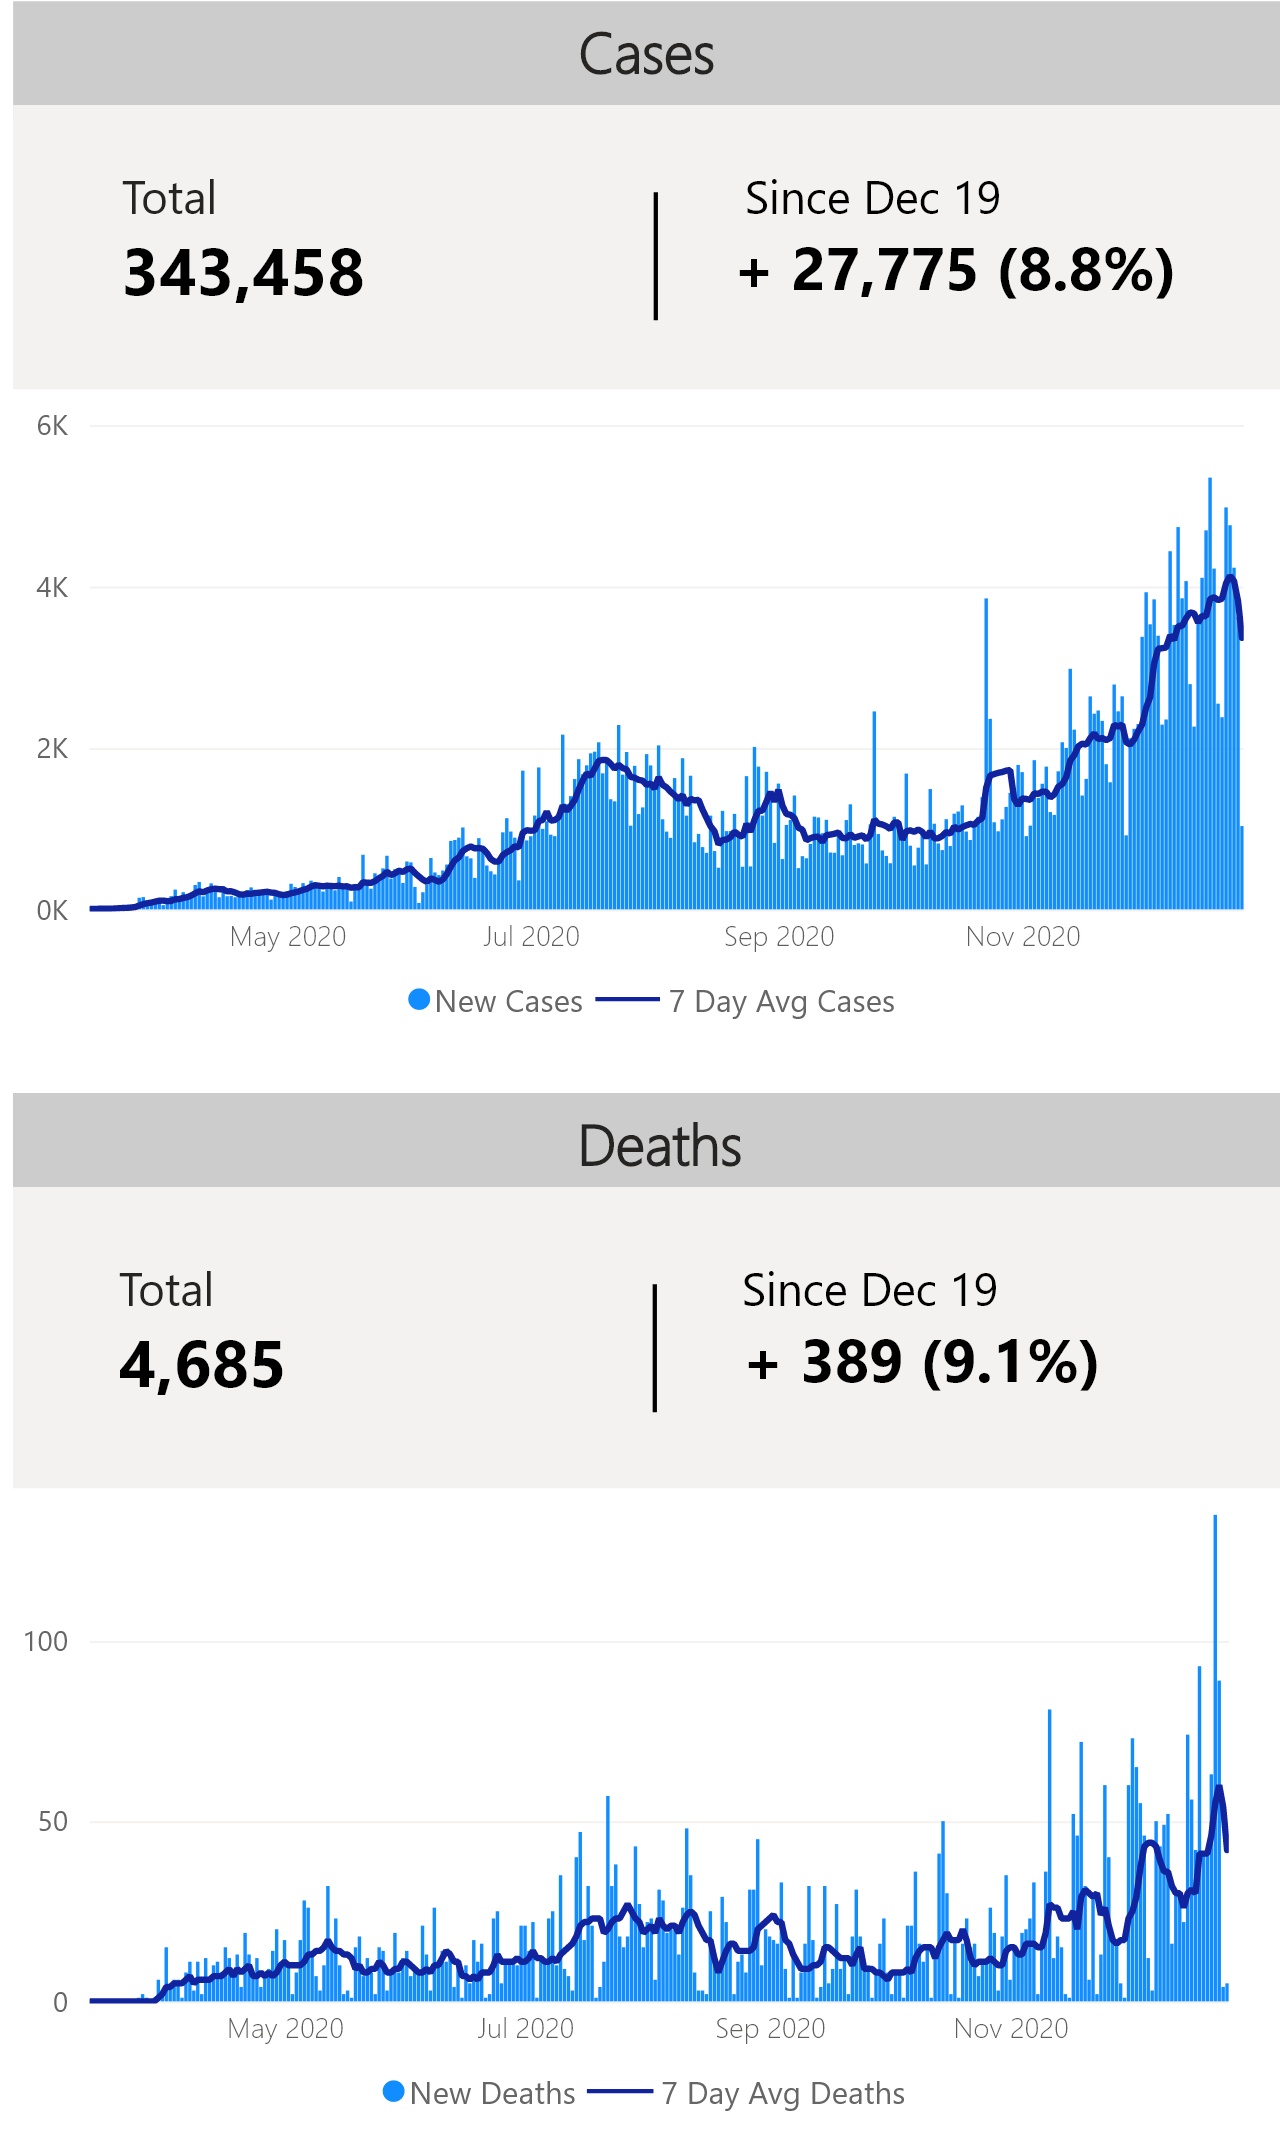 Cases
Total
Since Dec 19
343,458
+ 27,775 (8.8%)
6K
4K
2K
0K
May 2020
Jul 2020
Sep 2020
Nov 2020
New Cases
7 Day Avg Cases
Deaths
Total
Since Dec 19
4,685
+ 389 (9.1%)
100
50
0
May 2020
Jul 2020
Sep 2020
Nov 2020
New Deaths
7 Day Avg Deaths